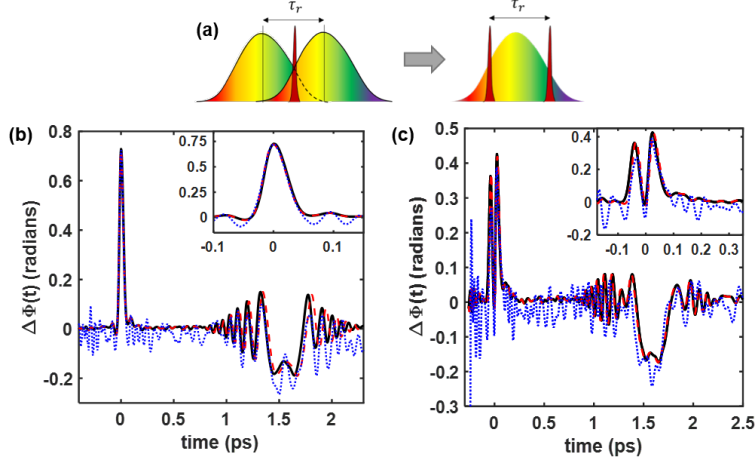 τr τr
(a)
(b)
0.8
0.6
0.4
0.2
0
-0.2
ΔΦ(t) (radians)
0 0.5 1 1.5 2
time (ps)
0.75
0.5
0.25
0
-0.1 0 0.1
(c)
0.5
0.4
0.3
0.2
0.1
0
-0.1
-0.2
-0.3
ΔΦ(t) (radians)
0 0.5 1 1.5 2 2.5
time (ps)
0.4
0.2
0
-0.2
-0.1 0 0.1 0.2 0.3